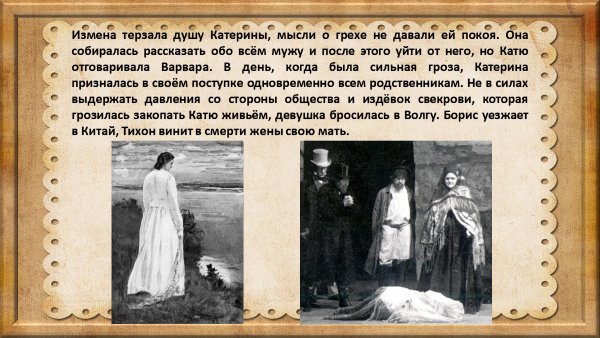 Измена терзала душу Катерины, мысли о грехе не давали ей покоя. Она
собиралась рассказать обо всём мужу и после этого уйти от него, но Катю
отговаривала Варвара. В день, когда была сильная гроза, Катерина
призналась в своём поступке одновременно всем родственникам. Не в силах
выдержать давления со стороны общества и издёвок свекрови, которая
грозилась закопать Катю живьём, девушка бросилась в Волгу. Борис уезжает
в Китай, Тихон винит в смерти жены свою мать.